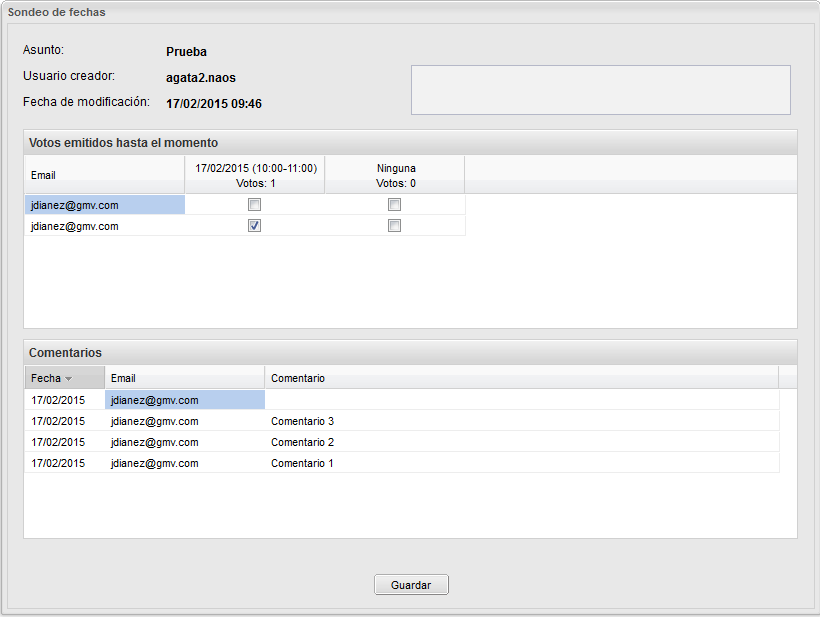 Sondeo de fechas
Asunto: Prueba
Usuario creador: agata2.naos
Fecha de modificación: 17/02/2015 09:46
Votos emitidos hasta el momento
Email 17/02/2015 (10:00-11:00) Ninguna
Votos: 1 Votos: 0
jdianez@gmv.com
jdianez@gmv.com
Comentarios
Fecha Email Comentario
17/02/2015 jdianez@gmv.com
17/02/2015 jdianez@gmv.com Comentario 3
17/02/2015 jdianez@gmv.com Comentario 2
17/02/2015 jdianez@gmv.com Comentario 1
Guardar